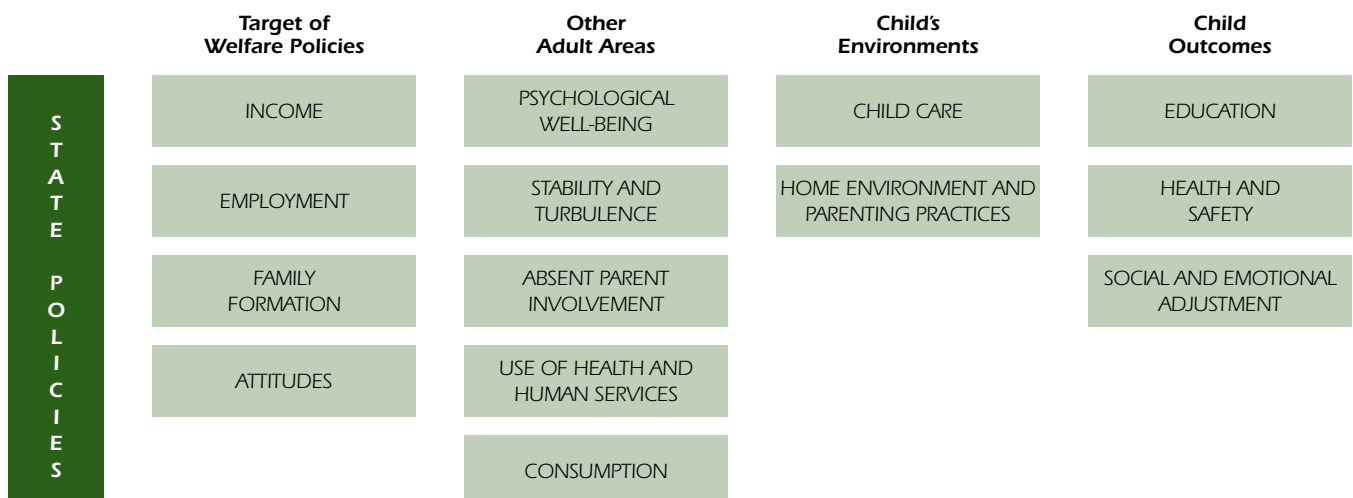 Target of
Welfare Policies
Other
Adult Areas
Child's
Environments
Child
Outcomes
STATE POLICIES
INCOME
EMPLOYMENT
FAMILY
FORMATION
ATTITUDES
PSYCHOLOGICAL
WELL-BEING
STABILITY AND
TURBULENCE
ABSENT PARENT
INVOLVEMENT
USE OF HEALTH AND
HUMAN SERVICES
CONSUMPTION
CHILD CARE
HOME ENVIRONMENT AND
PARENTING PRACTICES
EDUCATION
HEALTH AND
SAFETY
SOCIAL AND EMOTIONAL
ADJUSTMENT